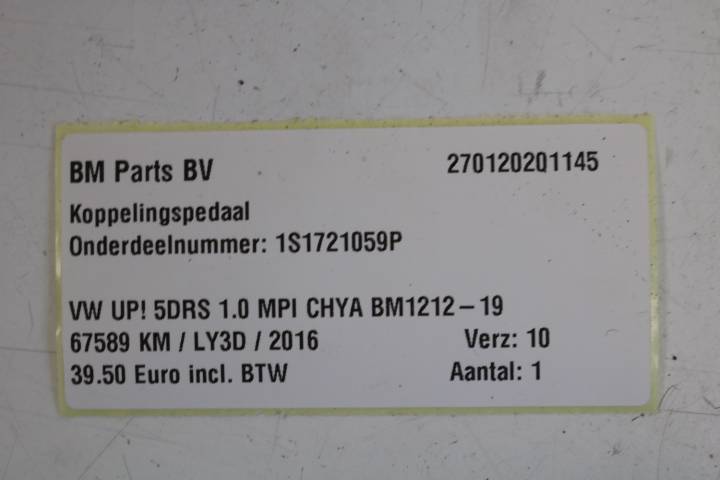 BM Parts BV 270120201145
Koppelingspedaal
Onderdeelnummer: 1S1721059P
VW UP! 5DRS 1.0 MPI CHYA BM1212-19
67589 KM / LY3D / 2016 Verz: 10
39.50 Euro incl. BTW Aantal: 1